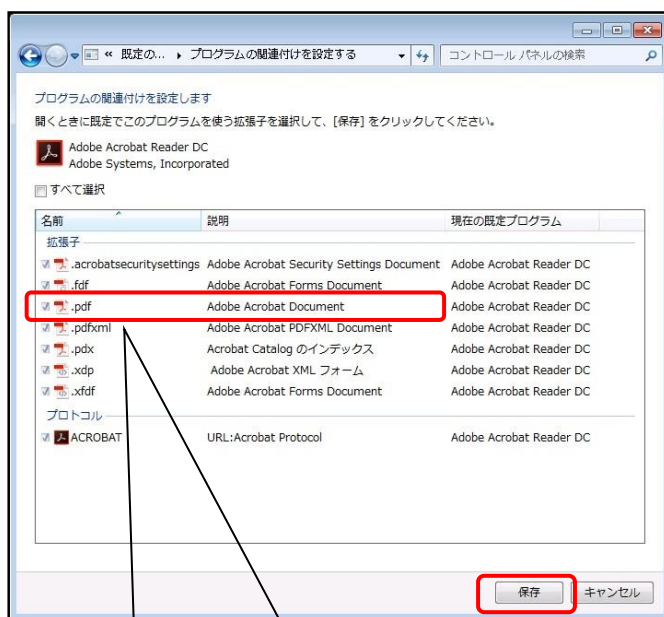 « 既定の... ▸ プログラムの関連付けを設定する
コントロール パネルの検索
プログラムの関連付けを設定します
開くときに既定でこのプログラムを使う拡張子を選択して、[保存] をクリックしてください。
Adobe Acrobat Reader DC
Adobe Systems, Incorporated
すべて選択
名前 説明 現在の既定プログラム
拡張子
.acrobatsecuritysettings Adobe Acrobat Security Settings Document Adobe Acrobat Reader DC
.fdf Adobe Acrobat Forms Document Adobe Acrobat Reader DC
.pdf Adobe Acrobat Document Adobe Acrobat Reader DC
.pdfxml Adobe Acrobat PDFXML Document Adobe Acrobat Reader DC
.pdx Acrobat Catalog のインデックス Adobe Acrobat Reader DC
.xdp Adobe Acrobat XML フォーム Adobe Acrobat Reader DC
.xfdf Adobe Acrobat Forms Document Adobe Acrobat Reader DC
プロトコル
ACROBAT URL:Acrobat Protocol Adobe Acrobat Reader DC
保存 キャンセル